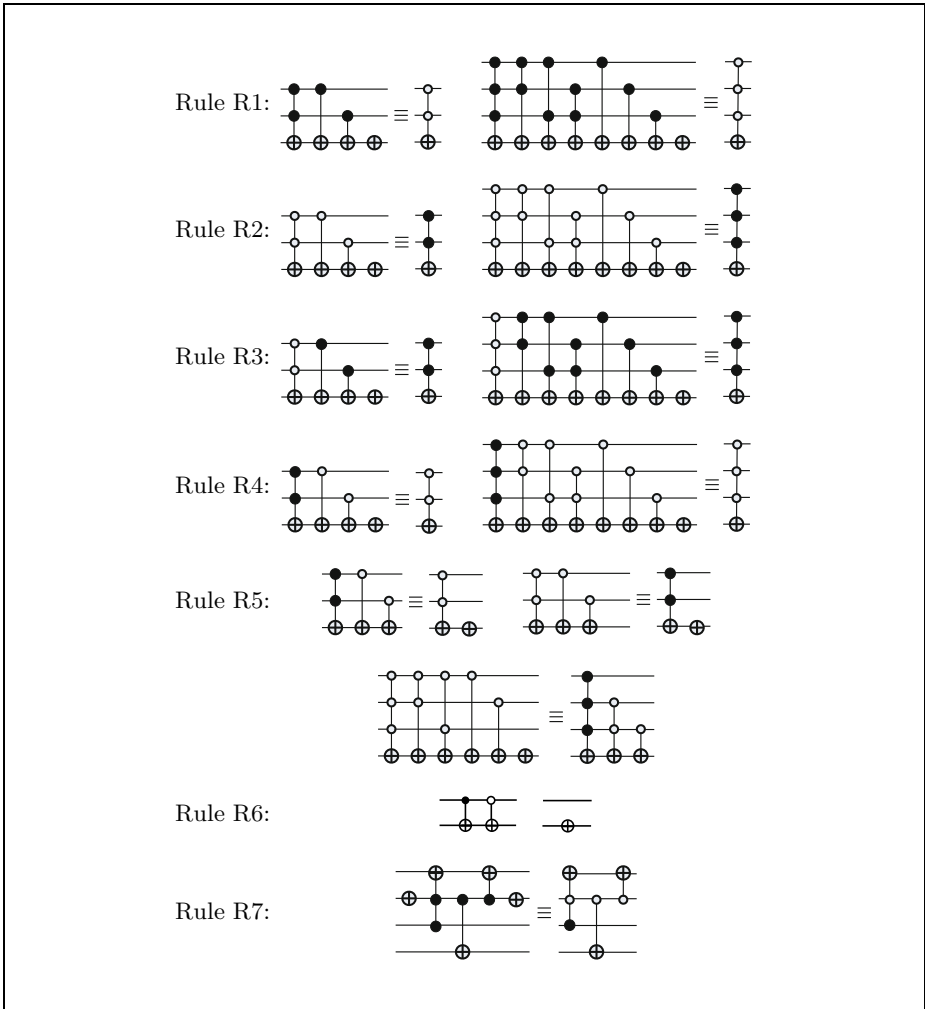 Rule R1: ≡ ≡
Rule R2: ≡ ≡
Rule R3: ≡ ≡
Rule R4: ≡ ≡
Rule R5: ≡ ≡
≡
Rule R6:
Rule R7: ≡